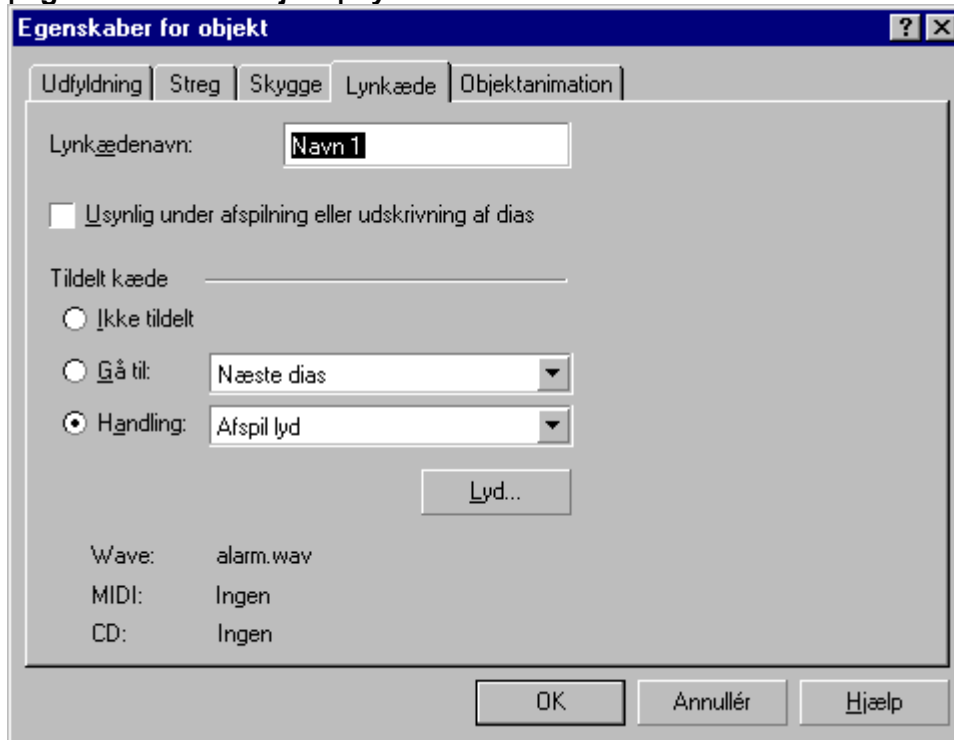 Egenskaber for objekt
Udfyldning Streg Skygge Lynkæde Objektanimation
Lynkædenavn: Navn 1
Usynlig under afspilning eller udskrivning af dias
Tildelt kæde
Ikke tildelt
Gå til: Næste dias
Handling: Afspil lyd
Lyd...
Wave: alarm.wav
MIDI: Ingen
CD: Ingen
OK Annullér Hjælp